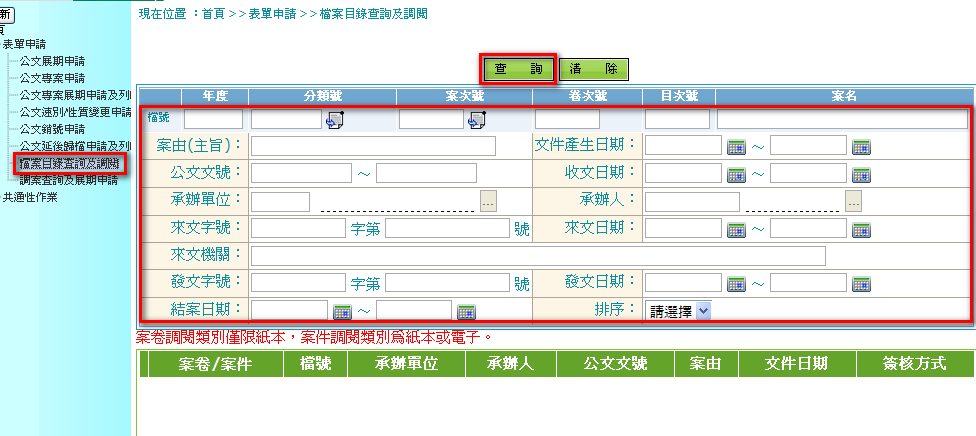 新
現在位置 ：首頁 >> 表單申請 >> 檔案目錄查詢及調閱
頁
表單申請
公文展期申請
公文專案申請
公文專案展期申請及列
公文速別/性質變更申請
公文銷號申請
公文延後歸檔申請及列
檔案目錄查詢及調閱
調案查詢及展期申請
共通性作業
查 詢 清 除
年度 分類號 案次號 卷次號 目次號 案名
檔號
案由(主旨)： 文件產生日期： ～
公文文號： ～ 收文日期： ～
承辦單位： ... 承辦人： ...
來文字號： 字第 號 來文日期： ～
來文機關：
發文字號： 字第 號 發文日期： ～
結案日期： ～ 排序： 請選擇
案卷調閱類別僅限紙本，案件調閱類別為紙本或電子。
案卷/案件 檔號 承辦單位 承辦人 公文文號 案由 文件日期 簽核方式